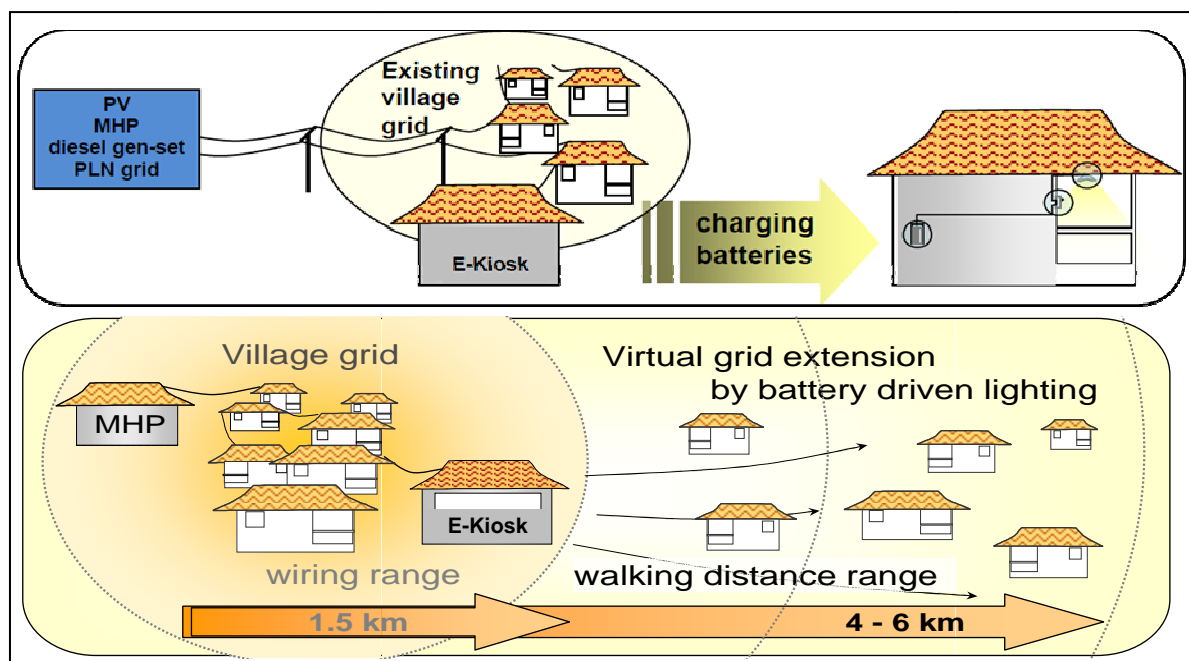 PV
MHP
diesel gen-set
PLN grid
Existing
village
grid
E-Kiosk
charging
batteries
Village grid
Virtual grid extension
by battery driven lighting
MHP
E-Kiosk
wiring range
walking distance range
1.5 km
4 - 6 km